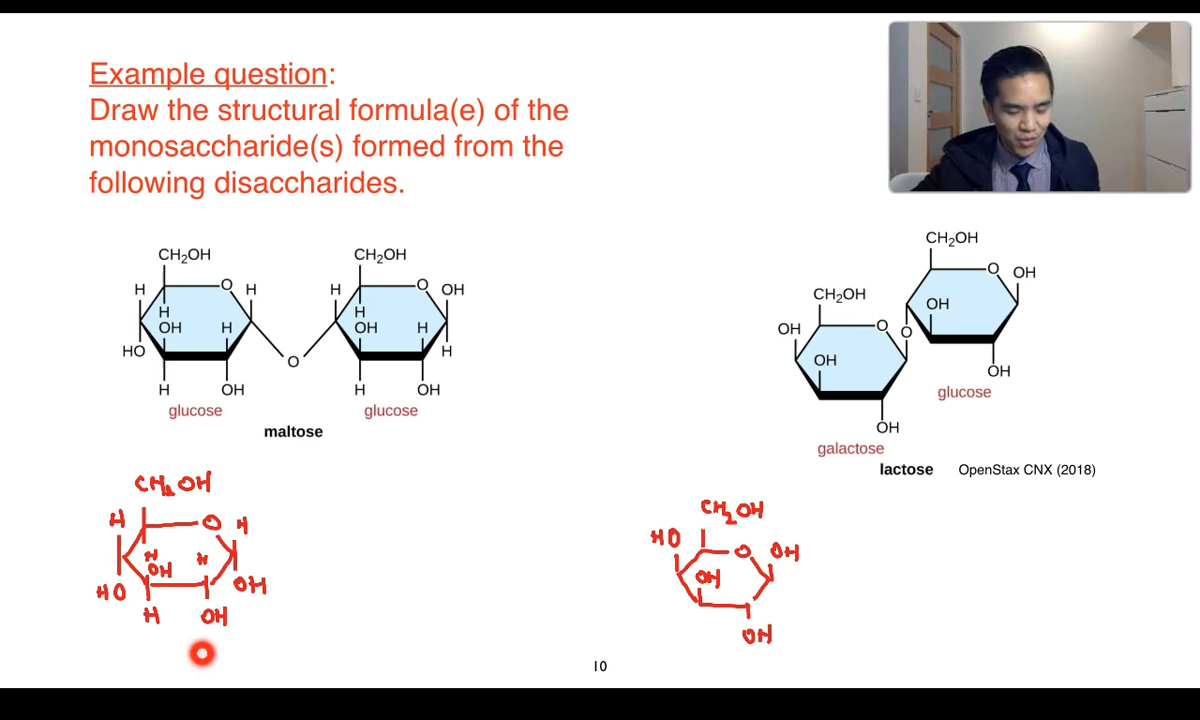 Example question:
Draw the structural formula(e) of the
monosaccharide(s) formed from the
following disaccharides.
CH₂OH CH₂OH
H O H H O OH
H H
OH H OH H
HO H
O
H OH H OH
glucose glucose
maltose
CH₂OH
O OH
CH₂OH
OH
OH O O
OH
OH
glucose
OH
galactose
lactose OpenStax CNX (2018)
CH₂OH
H O H
H H
OH
HO OH
H OH
CH₂OH
HO O OH
OH
OH
10